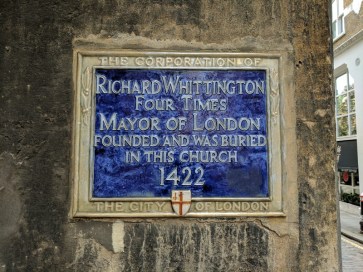 THE CORPORATION OF
RICHARD WHITTINGTON
FOUR TIMES
MAYOR OF LONDON
FOUNDED AND WAS BURIED
IN THIS CHURCH
1422
THE CITY OF LONDON